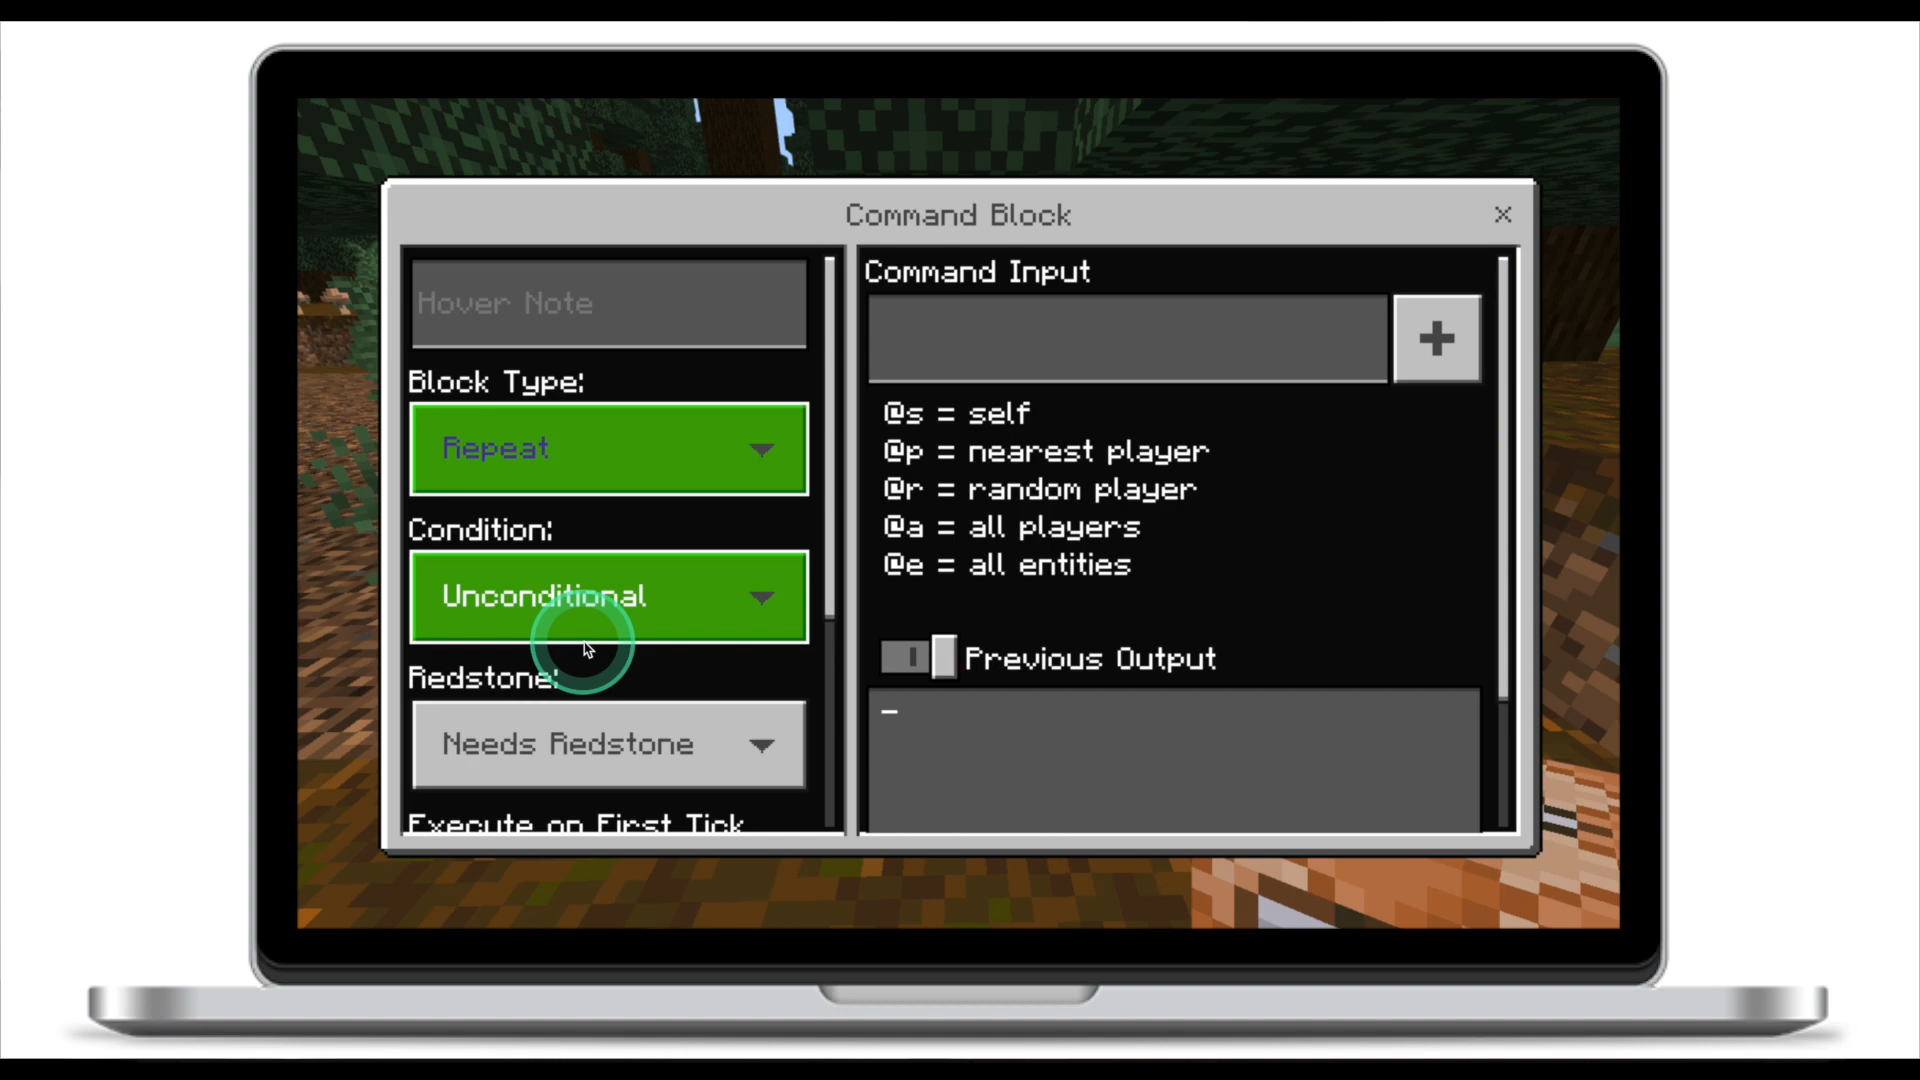 Command Block
Hover Note
Block Type:
Repeat
Condition:
Unconditional
Redstone:
Needs Redstone
Execute on First Tick
Command Input
@s = self
@p = nearest player
@r = random player
@a = all players
@e = all entities
Previous Output
-